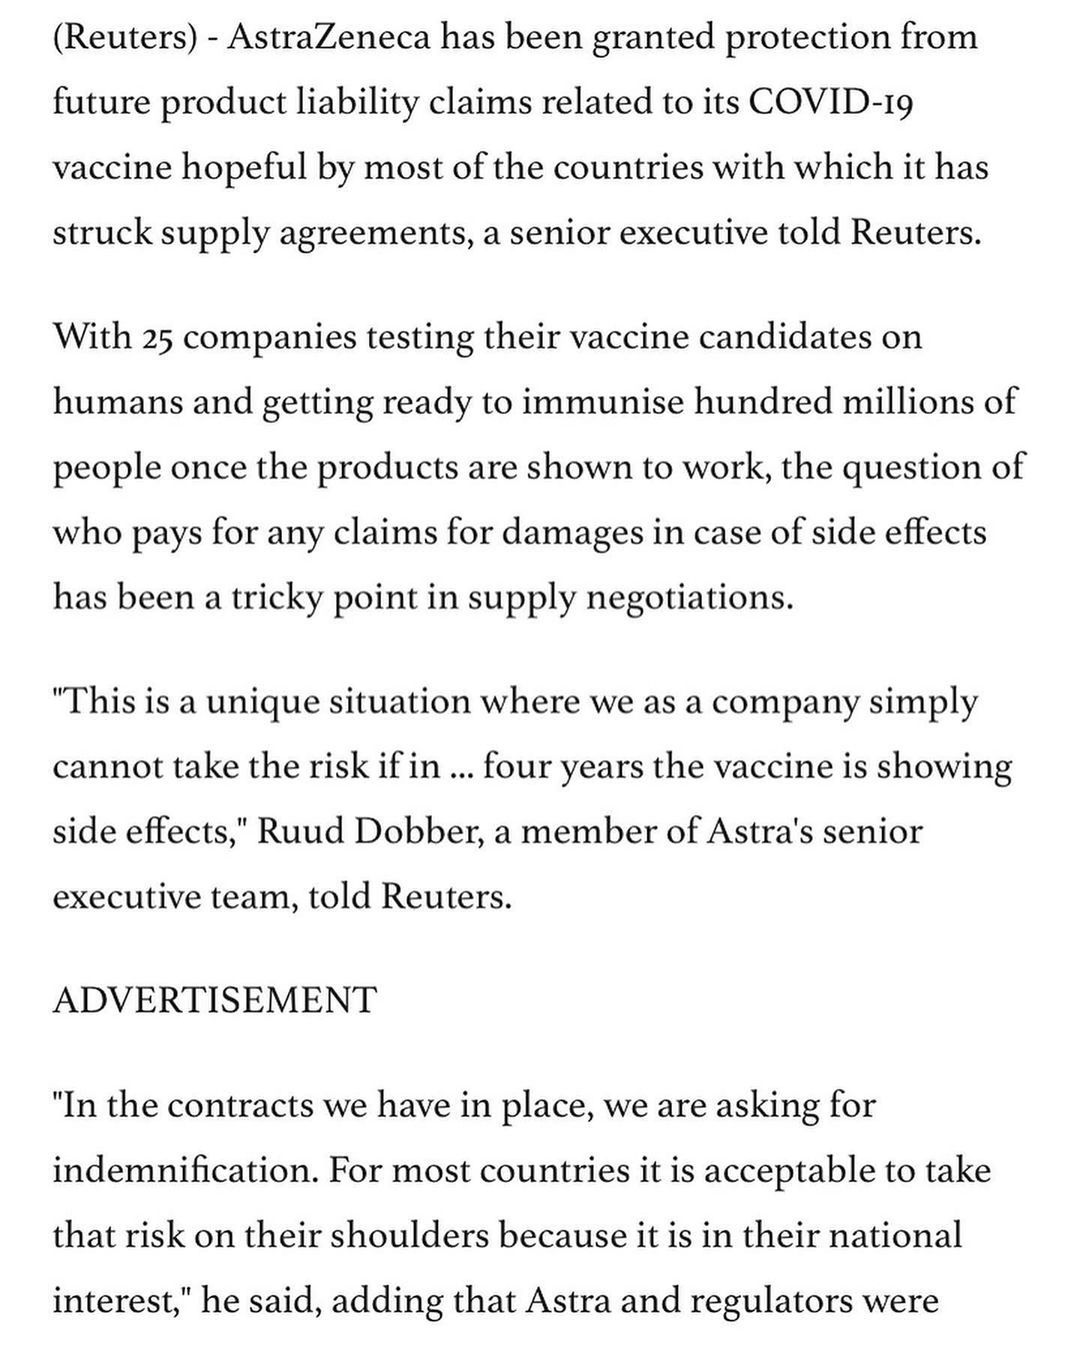 (Reuters) - AstraZeneca has been granted protection from
future product liability claims related to its COVID-19
vaccine hopeful by most of the countries with which it has
struck supply agreements, a senior executive told Reuters.
With 25 companies testing their vaccine candidates on
humans and getting ready to immunise hundred millions of
people once the products are shown to work, the question of
who pays for any claims for damages in case of side effects
has been a tricky point in supply negotiations.
"This is a unique situation where we as a company simply
cannot take the risk if in ... four years the vaccine is showing
side effects," Ruud Dobber, a member of Astra's senior
executive team, told Reuters.
ADVERTISEMENT
"In the contracts we have in place, we are asking for
indemnification. For most countries it is acceptable to take
that risk on their shoulders because it is in their national
interest," he said, adding that Astra and regulators were